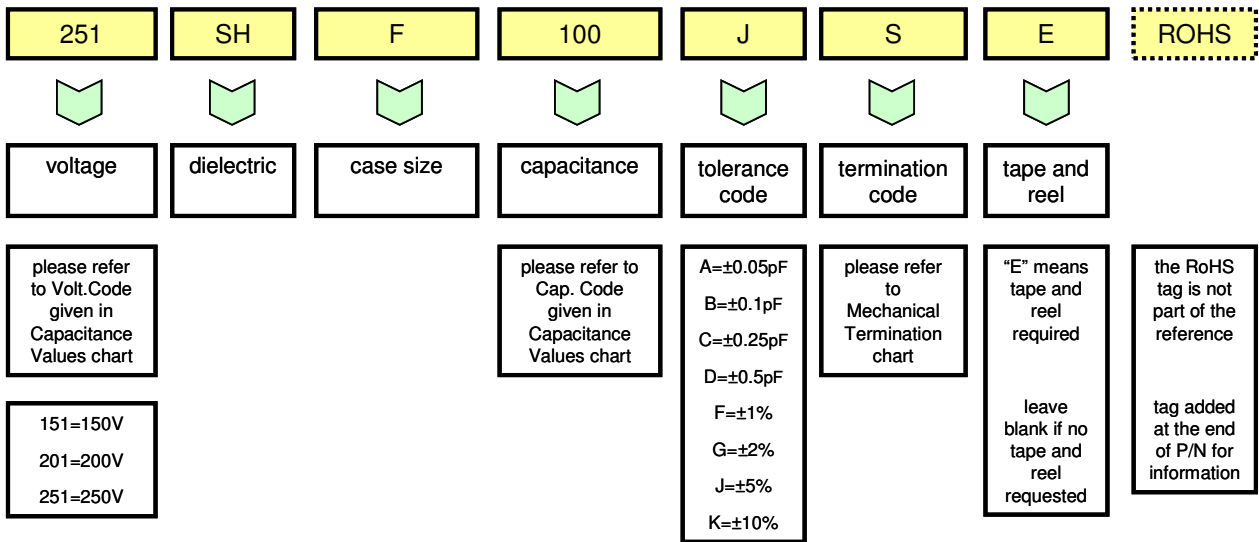 251
SH
F
100
J
S
E
ROHS
voltage
dielectric
case size
capacitance
tolerance
code
termination
code
tape and
reel
please refer
to Volt.Code
given in
Capacitance
Values chart
151=150V
201=200V
251=250V
please refer to
Cap. Code
given in
Capacitance
Values chart
A=±0.05pF
B=±0.1pF
C=±0.25pF
D=±0.5pF
F=±1%
G=±2%
J=±5%
K=±10%
please refer
to
Mechanical
Termination
chart
“E” means
tape and
reel
required
leave
blank if no
tape and
reel
requested
the RoHS
tag is not
part of the
reference
tag added
at the end
of P/N for
information